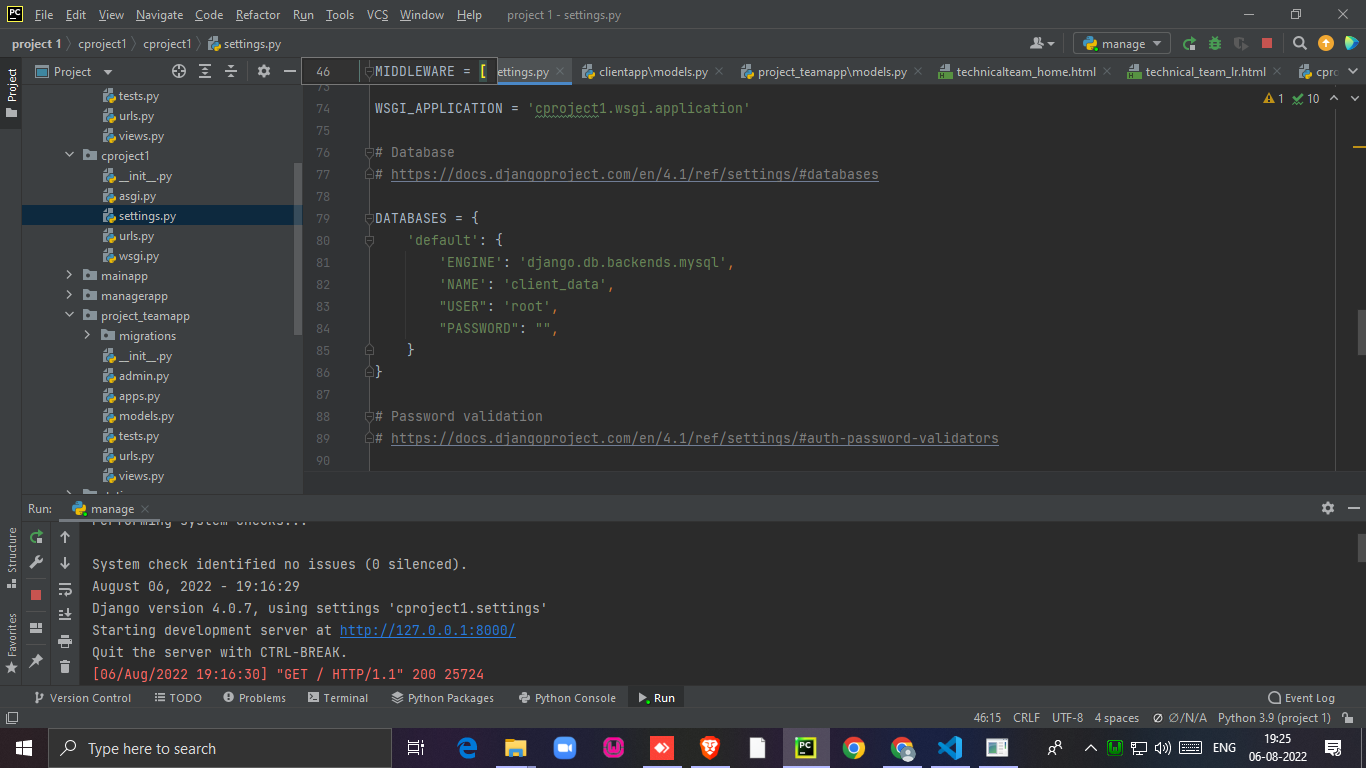 File Edit View Navigate Code Refactor Run Tools VCS Window Help project 1 - settings.py
project 1 cproject1 cproject1 settings.py manage
Project
Project
46 MIDDLEWARE = [
ettings.py clientapp\models.py project_teamapp\models.py technicalteam_home.html technical_team_lr.html cpro
tests.py
urls.py
views.py
cproject1
__init__.py
asgi.py
settings.py
urls.py
wsgi.py
mainapp
managerapp
project_teamapp
migrations
__init__.py
admin.py
apps.py
models.py
tests.py
urls.py
views.py
1 10
73
74 WSGI_APPLICATION = 'cproject1.wsgi.application'
75
76 # Database
77 # https://docs.djangoproject.com/en/4.1/ref/settings/#databases
78
79 DATABASES = {
80 'default': {
81 'ENGINE': 'django.db.backends.mysql',
82 'NAME': 'client_data',
83 "USER": 'root',
84 "PASSWORD": "",
85 }
86 }
87
88 # Password validation
89 # https://docs.djangoproject.com/en/4.1/ref/settings/#auth-password-validators
90
Run: manage
Structure
Favorites
Performing system checks...
System check identified no issues (0 silenced).
August 06, 2022 - 19:16:29
Django version 4.0.7, using settings 'cproject1.settings'
Starting development server at http://127.0.0.1:8000/
Quit the server with CTRL-BREAK.
[06/Aug/2022 19:16:30] "GET / HTTP/1.1" 200 25724
Version Control TODO Problems Terminal Python Packages Python Console Run Event Log
46:15 CRLF UTF-8 4 spaces ∅/N/A Python 3.9 (project 1)
Type here to search
ENG
19:25
06-08-2022